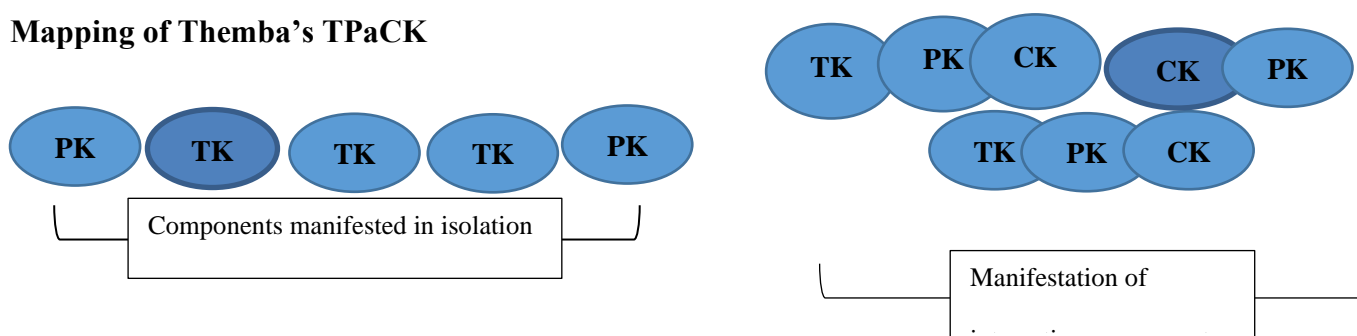 Mapping of Themba's TPaCK
PK TK TK TK PK
Components manifested in isolation
TK PK CK CK PK
TK PK CK
Manifestation of